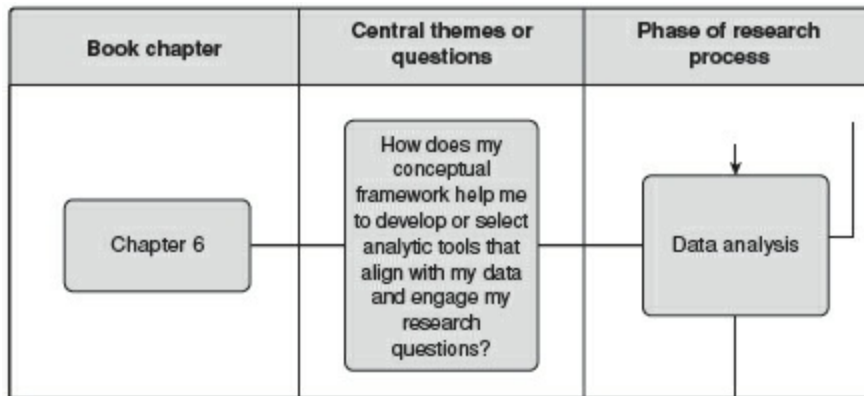 Book chapter
Central themes or
questions
Phase of research
process
Chapter 6
How does my
conceptual
framework help me
to develop or select
analytic tools that
align with my data
and engage my
research
questions?
Data analysis